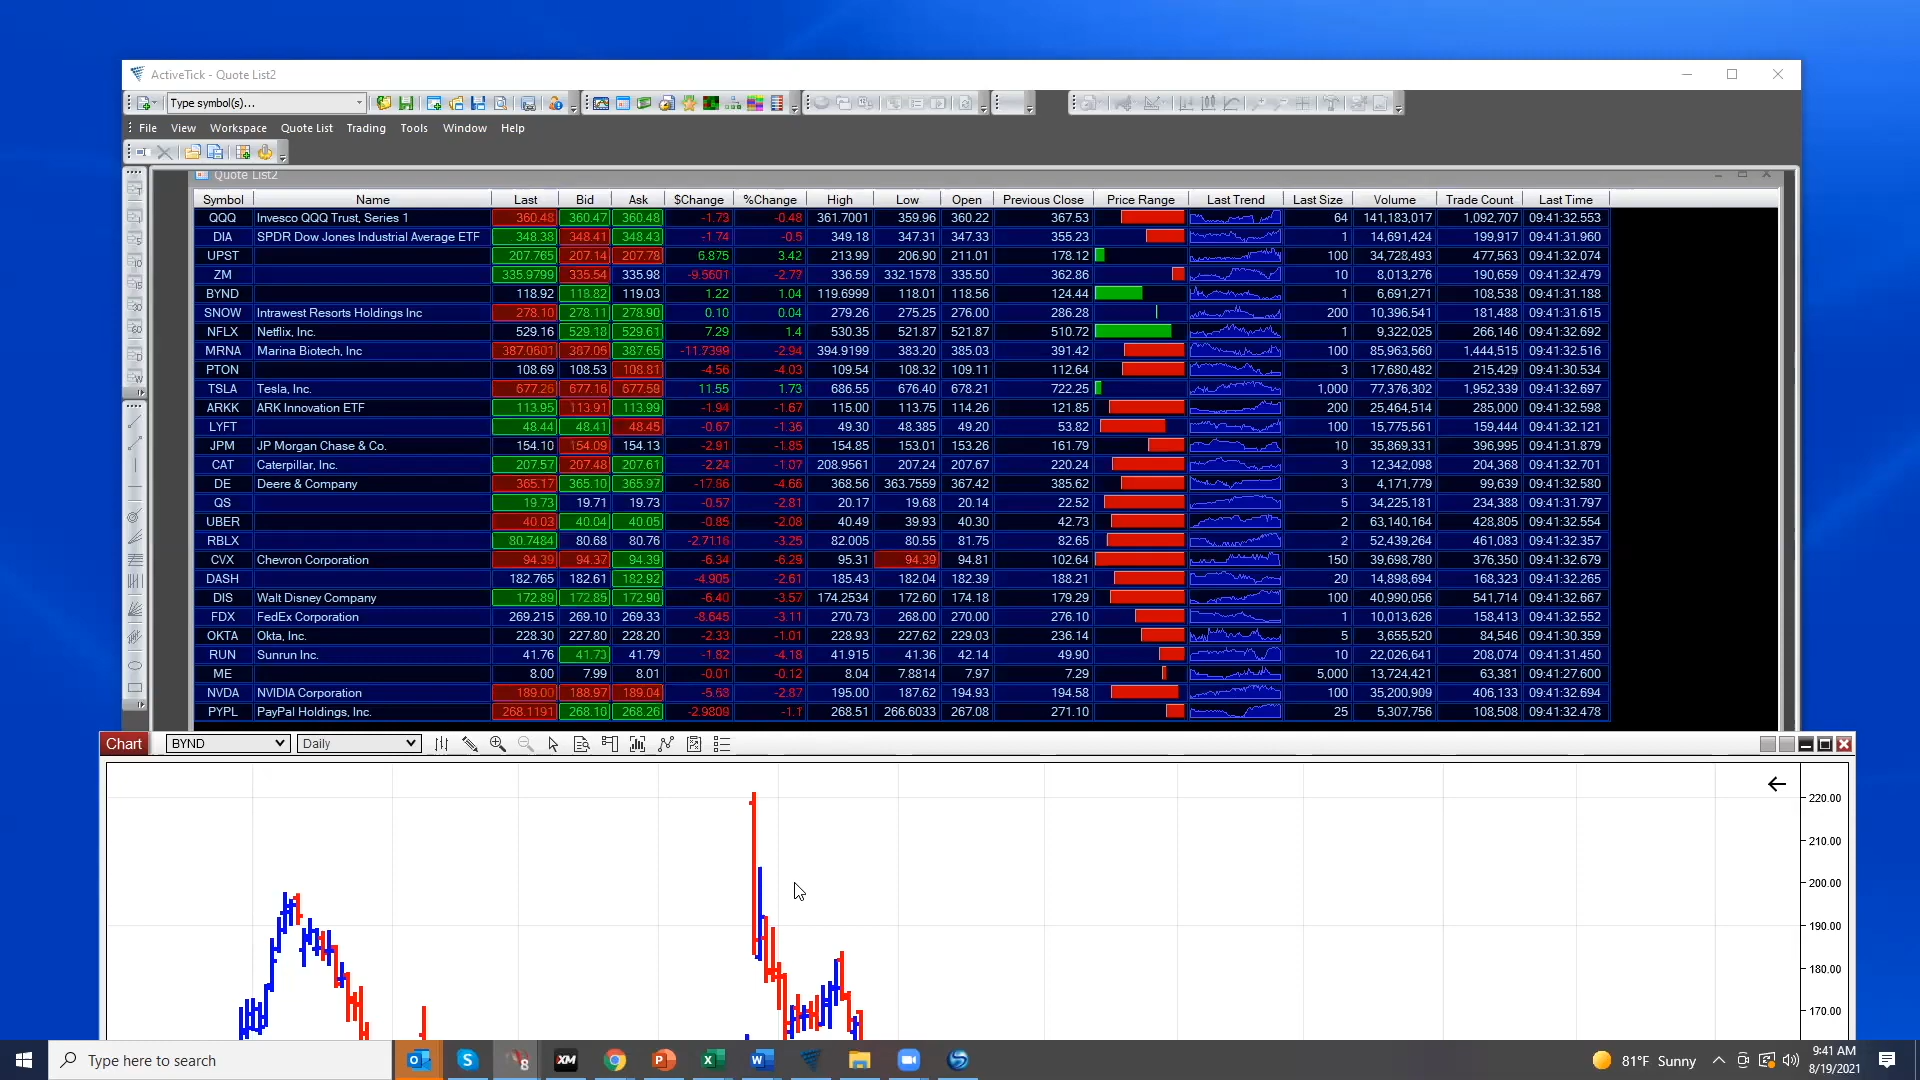 ActiveTick - Quote List2
Type symbol(s)...
File View Workspace Quote List Trading Tools Window Help
Quote List2
Symbol Name Last Bid Ask $Change %Change High Low Open Previous Close Price Range Last Trend Last Size Volume Trade Count Last Time
QQQ Invesco QQQ Trust, Series 1 360.48 360.47 360.48 -1.73 -0.48 361.7001 359.96 360.22 367.53 64 141,183,017 1,092,707 09:41:32.553
DIA SPDR Dow Jones Industrial Average ETF 348.38 348.41 348.43 -1.74 -0.5 349.18 347.31 347.33 355.23 1 14,691,424 199,917 09:41:31.960
UPST 207.765 207.14 207.78 6.875 3.42 213.99 206.90 211.01 178.12 100 34,728,493 477,563 09:41:32.074
ZM 335.9799 335.54 335.98 -9.5601 -2.77 336.59 332.1578 335.50 362.86 10 8,013,276 190,659 09:41:32.479
BYND 118.92 118.82 119.03 1.22 1.04 119.6999 118.01 118.56 124.44 1 6,691,271 108,538 09:41:31.188
SNOW Intrawest Resorts Holdings Inc 278.10 278.11 278.90 0.10 0.04 279.26 275.25 276.00 286.28 200 10,396,541 181,488 09:41:31.615
NFLX Netflix, Inc. 529.16 529.18 529.61 7.29 1.4 530.35 521.87 521.87 510.72 1 9,322,025 266,146 09:41:32.692
MRNA Marina Biotech, Inc 387.0601 387.06 387.65 -11.7399 -2.94 394.9199 383.20 385.03 391.42 100 85,963,560 1,444,515 09:41:32.516
PTON 108.69 108.53 108.81 -4.56 -4.03 109.54 108.32 109.11 112.64 3 17,680,482 215,429 09:41:30.534
TSLA Tesla, Inc. 677.26 677.16 677.58 11.55 1.73 686.55 676.40 678.21 722.25 1,000 77,376,302 1,952,339 09:41:32.697
ARKK ARK Innovation ETF 113.95 113.91 113.99 -1.94 -1.67 115.00 113.75 114.26 121.85 200 25,464,514 285,000 09:41:32.598
LYFT 48.44 48.41 48.45 -0.67 -1.36 49.30 48.385 49.20 53.82 100 15,775,561 159,444 09:41:32.121
JPM JP Morgan Chase & Co. 154.10 154.09 154.13 -2.91 -1.85 154.85 153.01 153.26 161.79 10 35,869,331 396,995 09:41:31.879
CAT Caterpillar, Inc. 207.57 207.48 207.61 -2.24 -1.07 208.9561 207.24 207.67 220.24 3 12,342,098 204,368 09:41:32.701
DE Deere & Company 365.17 365.10 365.97 -17.86 -4.66 368.56 363.7559 367.42 385.62 3 4,171,779 99,639 09:41:32.580
QS 19.73 19.71 19.73 -0.57 -2.81 20.17 19.68 20.14 22.52 5 34,225,181 234,388 09:41:31.797
UBER 40.03 40.04 40.05 -0.85 -2.08 40.49 39.93 40.30 42.73 2 63,140,164 428,805 09:41:32.554
RBLX 80.7484 80.68 80.76 -2.7116 -3.25 82.005 80.55 81.75 82.65 2 52,439,264 461,083 09:41:32.357
CVX Chevron Corporation 94.39 94.37 94.39 -6.34 -6.29 95.31 94.39 94.81 102.64 150 39,698,780 376,350 09:41:32.679
DASH 182.765 182.61 182.92 -4.905 -2.61 185.43 182.04 182.39 188.21 20 14,898,694 168,323 09:41:32.265
DIS Walt Disney Company 172.89 172.85 172.90 -6.40 -3.57 174.2534 172.60 174.18 179.29 100 40,990,056 541,714 09:41:32.667
FDX FedEx Corporation 269.215 269.10 269.33 -8.645 -3.11 270.73 268.00 270.00 276.10 1 10,013,626 158,413 09:41:32.552
OKTA Okta, Inc. 228.30 227.80 228.20 -2.33 -1.01 228.93 227.62 229.03 236.14 5 3,655,520 84,546 09:41:30.359
RUN Sunrun Inc. 41.76 41.73 41.79 -1.82 -4.18 41.915 41.36 42.14 49.90 10 22,026,641 208,074 09:41:31.450
ME 8.00 7.99 8.01 -0.01 -0.12 8.04 7.8814 7.97 7.29 5,000 13,724,421 63,381 09:41:27.600
NVDA NVIDIA Corporation 189.00 188.97 189.04 -5.58 -2.87 195.00 187.62 194.93 194.58 100 35,200,909 406,133 09:41:32.694
PYPL PayPal Holdings, Inc. 268.1191 268.10 268.26 -2.9809 -1.1 268.51 266.6033 267.08 271.10 25 5,307,756 108,508 09:41:32.478
Chart BYND Daily
220.00
210.00
200.00
190.00
180.00
170.00
Type here to search
81°F Sunny
9:41 AM
8/19/2021